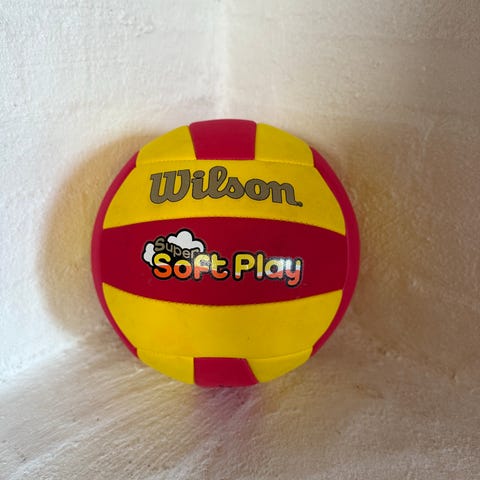 Wilson.
Super
Soft Play